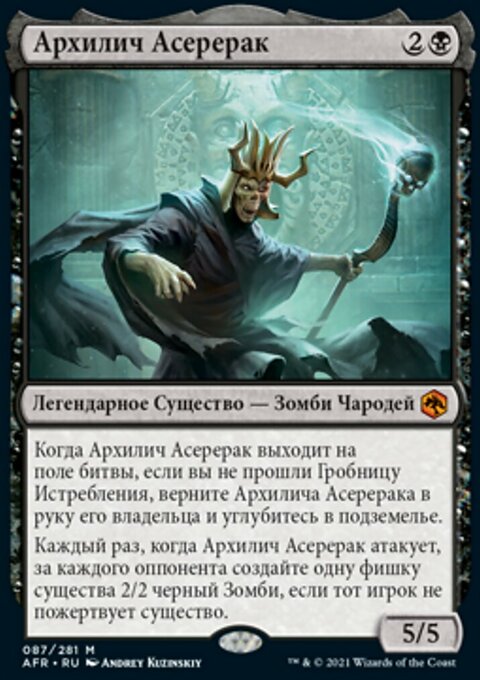 Архилич Асерерак 2
Легендарное Существо — Зомби Чародей
Когда Архилич Асерерак выходит на
поле битвы, если вы не прошли Гробницу
Истребления, верните Архилича Асерерака в
руку его владельца и углубитесь в подземелье.
Каждый раз, когда Архилич Асерерак атакует,
за каждого оппонента создайте одну фишку
существа 2/2 черный Зомби, если тот игрок не
пожертвует существо.
5/5
087/281 M
AFR • RU Andrey Kuzinskiy
™ & © 2021 Wizards of the Coast